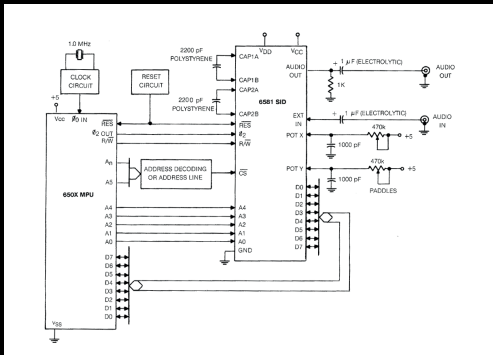 1.0 MHz
CLOCK
CIRCUIT
RESET
CIRCUIT
+5
Vcc
Ø0 IN
RES
Ø2 OUT
R/W
An
A5
ADDRESS DECODING
OR ADDRESS LINE
650X MPU
A4
A3
A2
A1
A0
D7
D6
D5
D4
D3
D2
D1
D0
VSS
2200 pF
POLYSTYRENE
2200 pF
POLYSTYRENE
VDD
VCC
CAP1A
CAP1B
CAP2A
CAP2B
6581 SID
RES
Ø2
R/W
CS
A4
A3
A2
A1
A0
GND
AUDIO
OUT
EXT
IN
POT X
POT Y
D0
D1
D2
D3
D4
D5
D6
D7
+ 1 µF (ELECTROLYTIC)
1K
AUDIO
OUT
+ 1 µF (ELECTROLYTIC)
AUDIO
IN
470k
+5
1000 pF
470k
+5
1000 pF
PADDLES